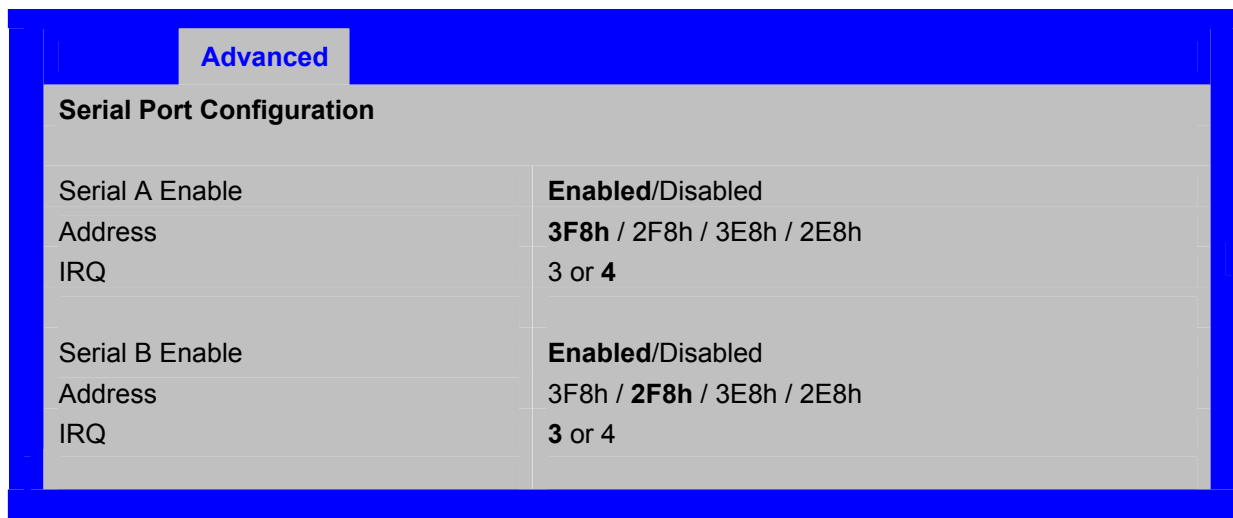 Advanced
Serial Port Configuration
Serial A Enable Enabled/Disabled
Address 3F8h / 2F8h / 3E8h / 2E8h
IRQ 3 or 4
Serial B Enable Enabled/Disabled
Address 3F8h / 2F8h / 3E8h / 2E8h
IRQ 3 or 4